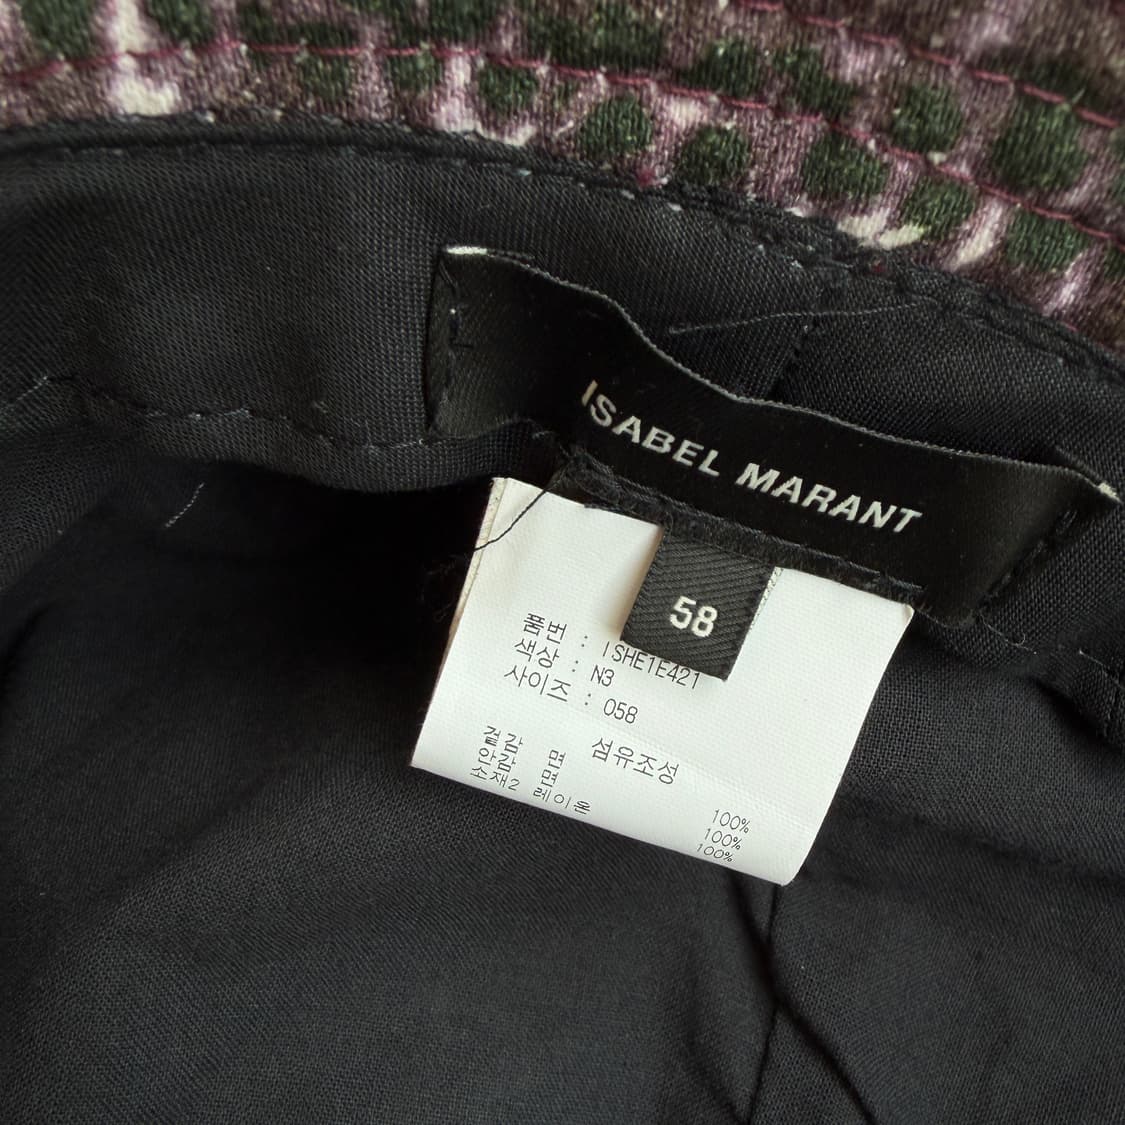 ISABEL MARANT
58
품번 : ISHE1E421
색상 : N3
사이즈 : 058
섬유조성
겉감 면 100%
안감 면 100%
소재2 레이온 100%